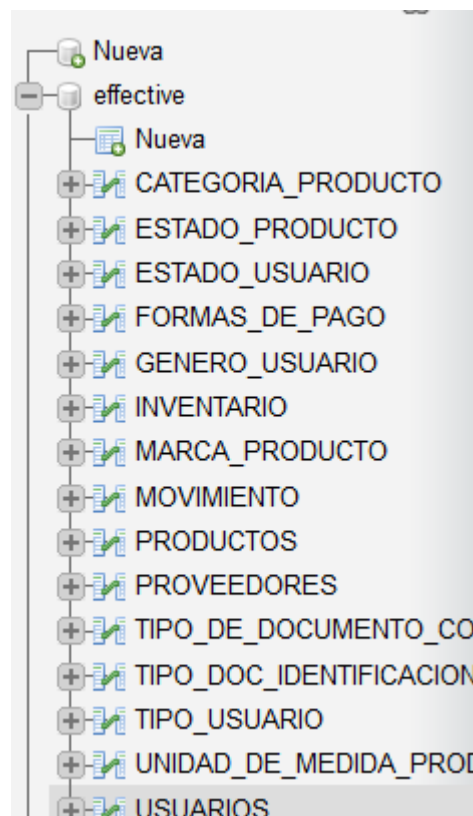 Nueva
effective
Nueva
CATEGORIA_PRODUCTO
ESTADO_PRODUCTO
ESTADO_USUARIO
FORMAS_DE_PAGO
GENERO_USUARIO
INVENTARIO
MARCA_PRODUCTO
MOVIMIENTO
PRODUCTOS
PROVEEDORES
TIPO_DE_DOCUMENTO_CO
TIPO_DOC_IDENTIFICACION
TIPO_USUARIO
UNIDAD_DE_MEDIDA_PROD
USUARIOS